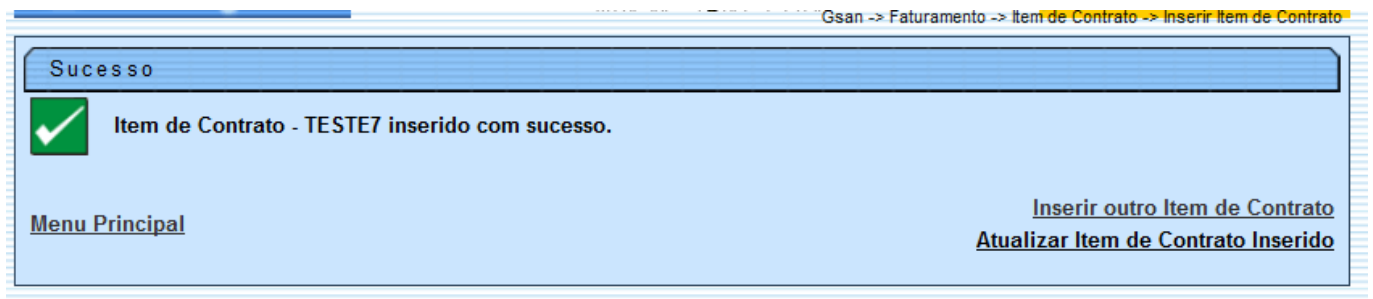 Gsan -> Faturamento -> Item de Contrato -> Inserir Item de Contrato
Sucesso
Item de Contrato - TESTE7 inserido com sucesso.
Inserir outro Item de Contrato
Menu Principal
Atualizar Item de Contrato Inserido